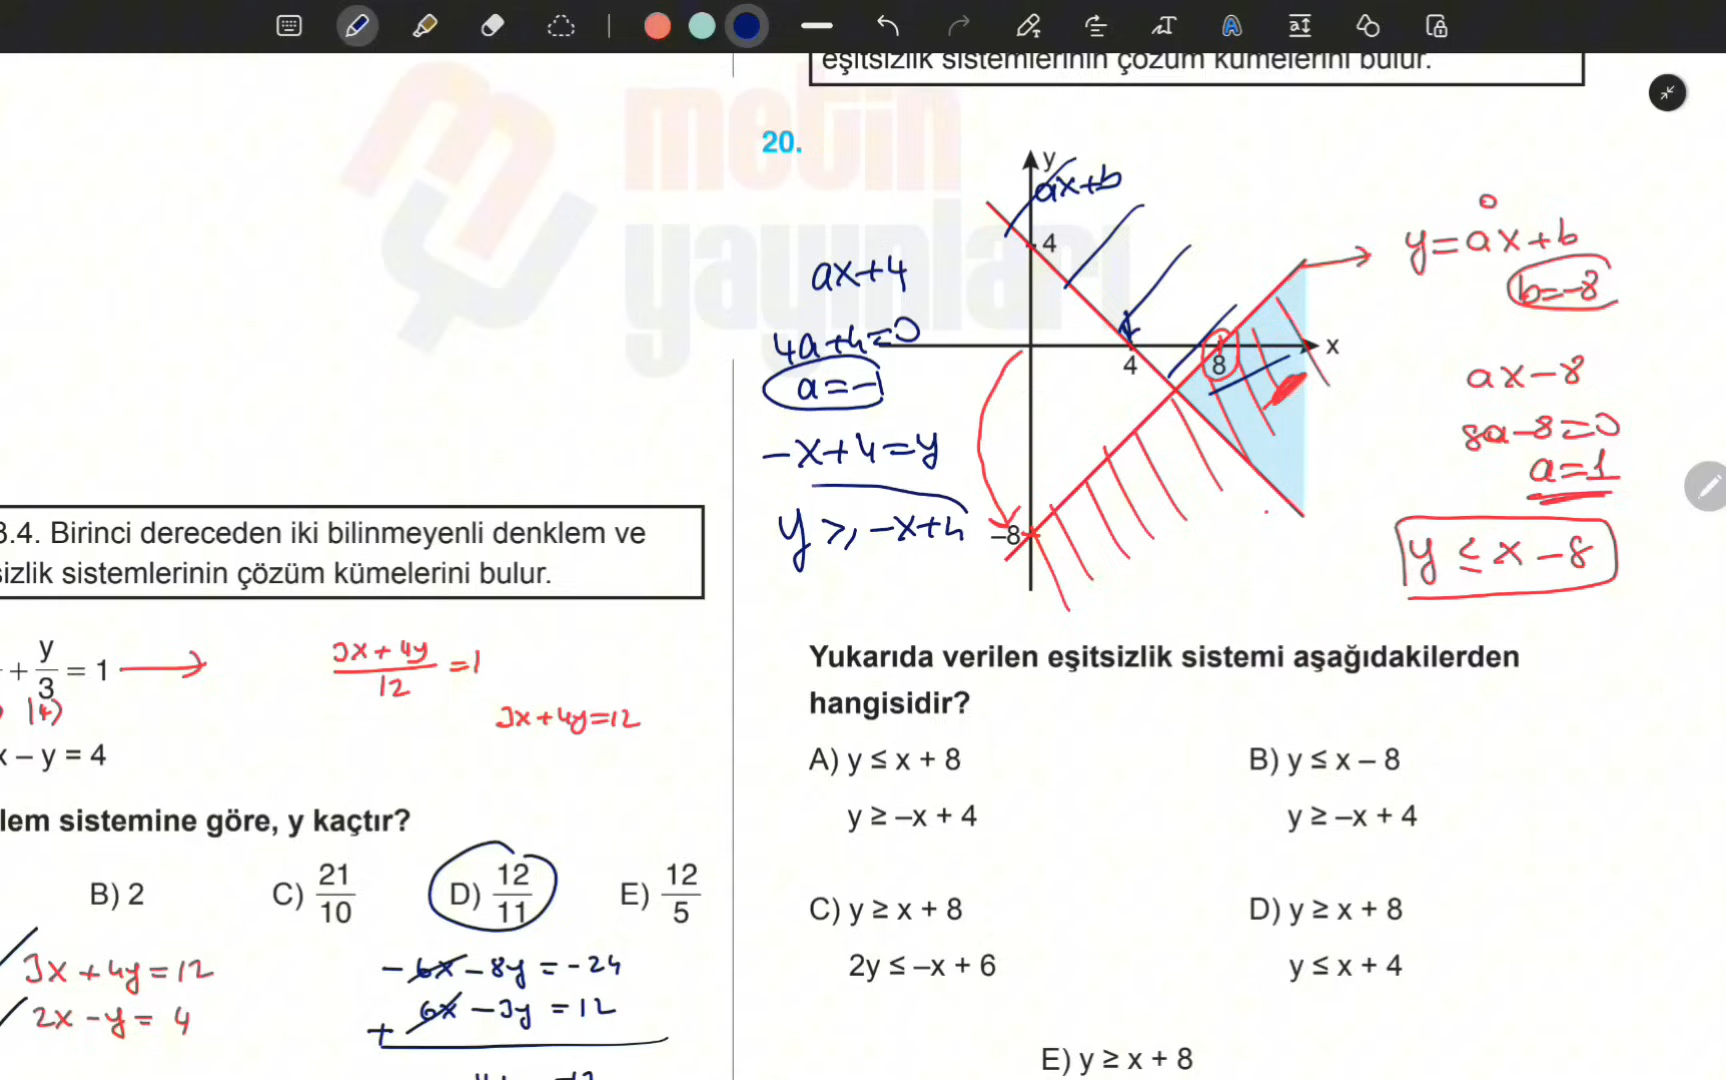 eşitsizlik sistemlerinin çözüm kümelerini bulur.
metin
yayınları
3.4. Birinci dereceden iki bilinmeyenli denklem ve
sizlik sistemlerinin çözüm kümelerini bulur.
+ y/3 = 1
(4)
3x+4y/12 =1
3x+4y=12
x – y = 4
lem sistemine göre, y kaçtır?
B) 2
C) 21/10
D) 12/11
E) 12/5
3x+4y=12
2x-y= 4
-6x-8y=-24
6x-3y=12
+
20.
y
ax+b
4
4
8
x
–8
ax+4
4a+4=0
a=-1
-x+4=y
y≥-x+4
y=ax+b
0
b=-8
ax-8
8a-8=0
a=1
y≤x-8
Yukarıda verilen eşitsizlik sistemi aşağıdakilerden
hangisidir?
A) y ≤ x + 8
y ≥ –x + 4
B) y ≤ x – 8
y ≥ –x + 4
C) y ≥ x + 8
2y ≤ –x + 6
D) y ≥ x + 8
y ≤ x + 4
E) y ≥ x + 8